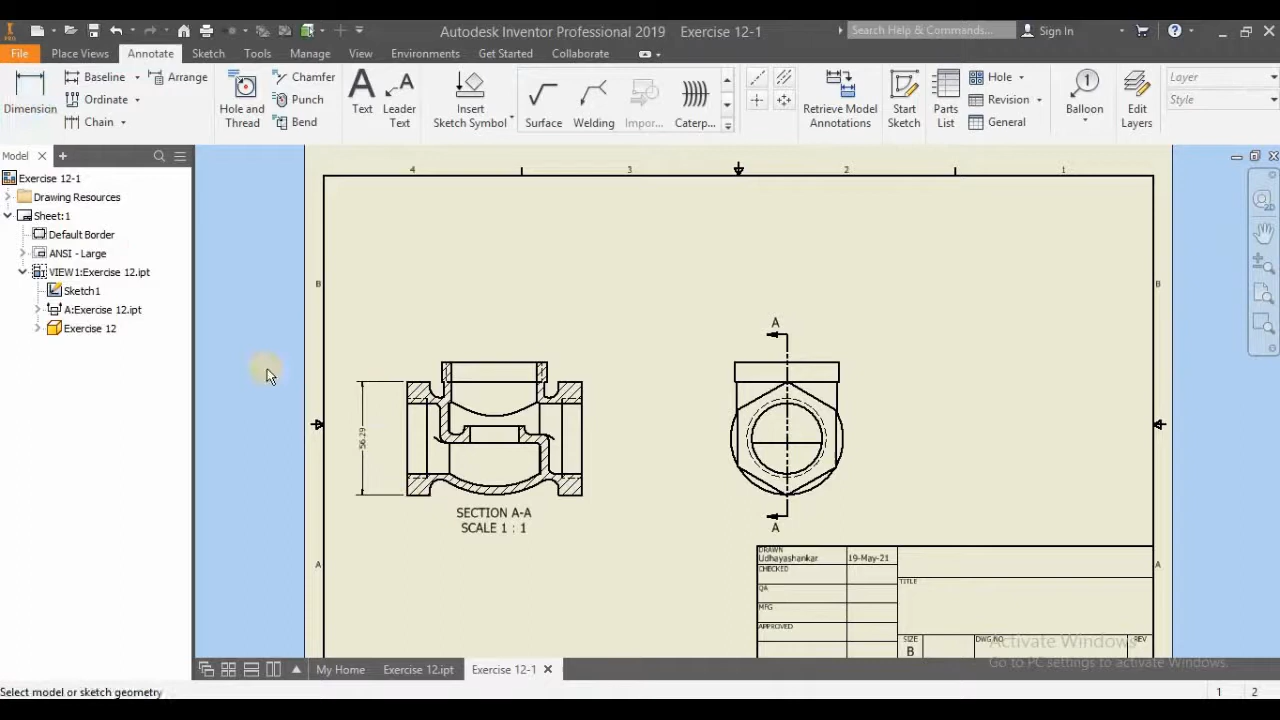 Autodesk Inventor Professional 2019 Exercise 12-1
Search Help & Commands...
Sign In
File Place Views Annotate Sketch Tools Manage View Environments Get Started Collaborate
Dimension
Baseline
Ordinate
Chain
Arrange
Hole and
Thread
Chamfer
Punch
Bend
Text
Leader
Text
Insert
Sketch Symbol
Surface
Welding
Impor...
Caterp...
Retrieve Model
Annotations
Start
Sketch
Parts
List
Hole
Revision
General
Balloon
Edit
Layers
Layer
Style
Model
Exercise 12-1
Drawing Resources
Sheet:1
Default Border
ANSI - Large
VIEW1:Exercise 12.ipt
Sketch1
A:Exercise 12.ipt
Exercise 12
4 3 2 1
B B
A A
56.29
SECTION A-A
SCALE 1 : 1
A
A
DRAWN
Udhayashankar
19-May-21
CHECKED
QA
MFG
APPROVED
TITLE
SIZE
B
DWG NO
REV
Activate Windows
Go to PC settings to activate Windows.
My Home Exercise 12.ipt Exercise 12-1
Select model or sketch geometry
1 2